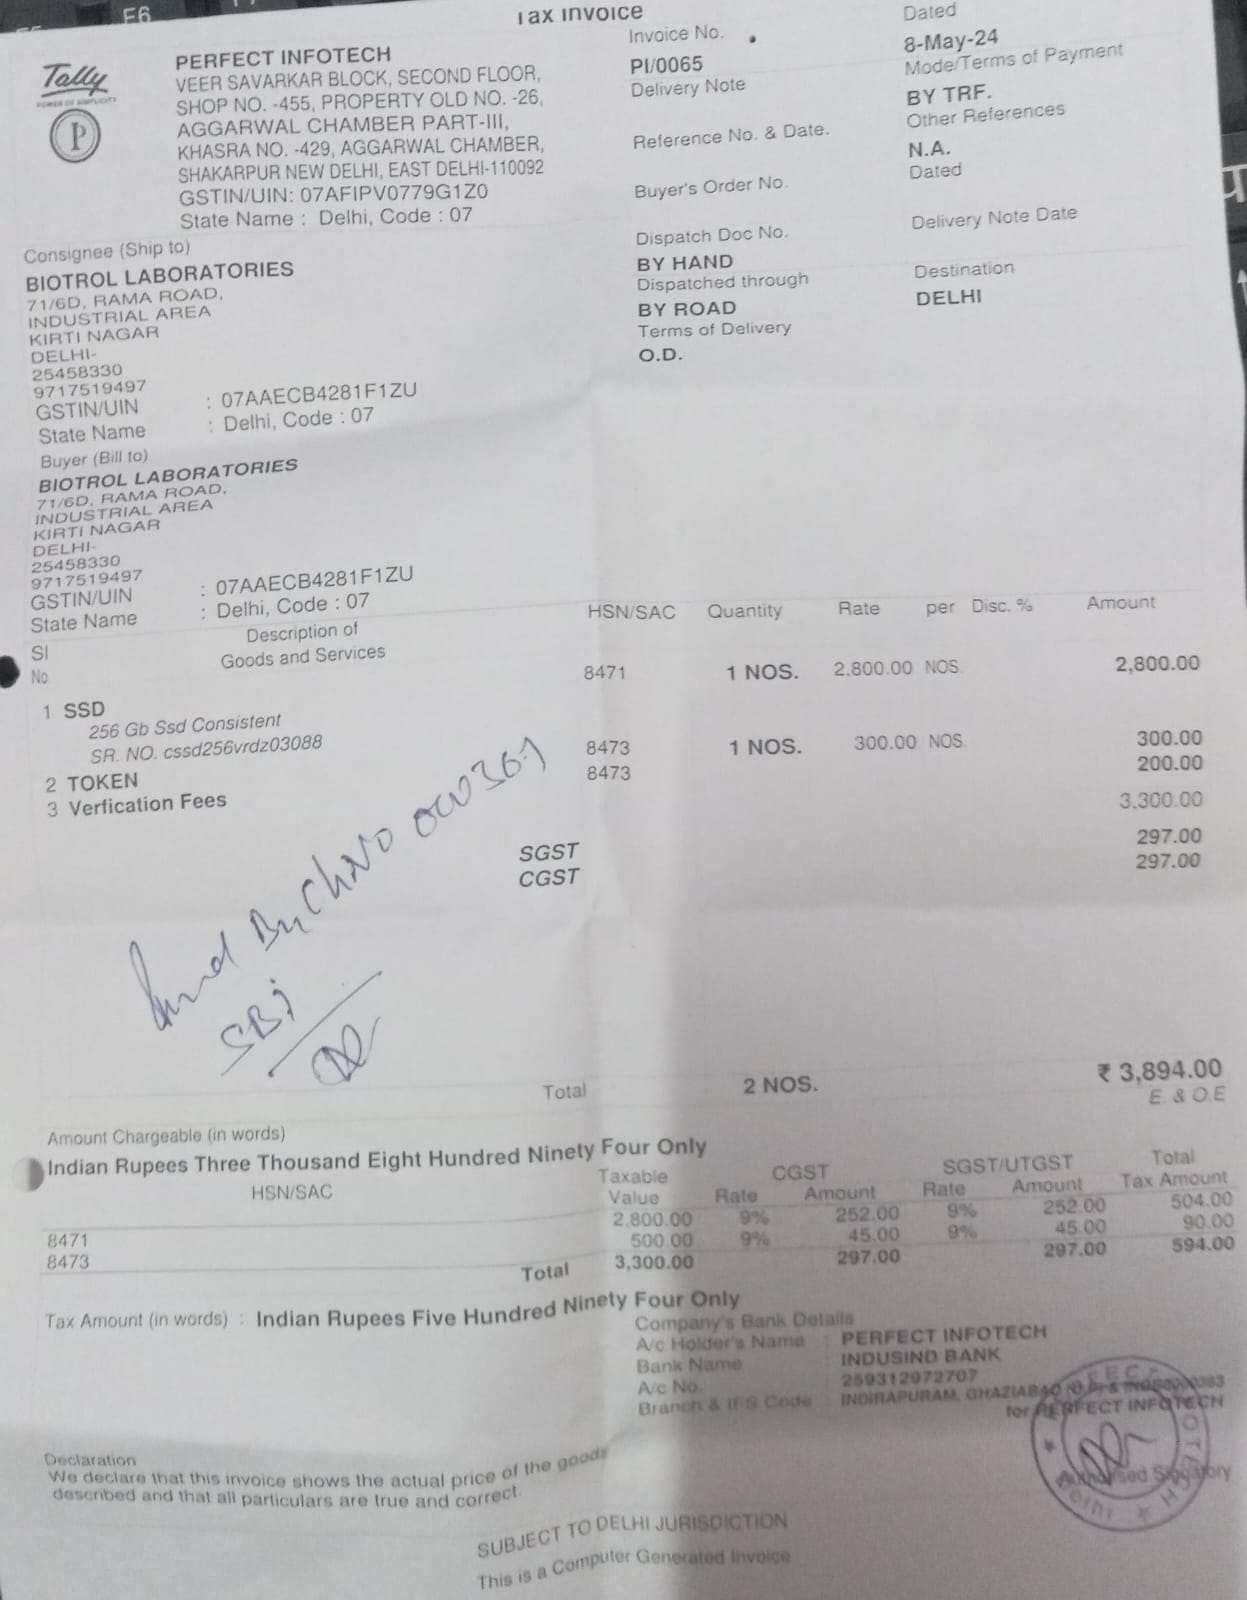 F6
Tax Invoice
Tally
POWER OF SIMPLICITY
P
PERFECT INFOTECH
VEER SAVARKAR BLOCK, SECOND FLOOR,
SHOP NO. -455, PROPERTY OLD NO. -26,
AGGARWAL CHAMBER PART-III,
KHASRA NO. -429, AGGARWAL CHAMBER,
SHAKARPUR NEW DELHI, EAST DELHI-110092
GSTIN/UIN: 07AFIPV0779G1Z0
State Name : Delhi, Code : 07
Invoice No.
PI/0065
Delivery Note
Reference No. & Date.
Buyer's Order No.
Dispatch Doc No.
BY HAND
Dispatched through
BY ROAD
Terms of Delivery
O.D.
Dated
8-May-24
Mode/Terms of Payment
BY TRF.
Other References
N.A.
Dated
Delivery Note Date
Destination
DELHI
Consignee (Ship to)
BIOTROL LABORATORIES
71/6D, RAMA ROAD,
INDUSTRIAL AREA
KIRTI NAGAR
DELHI-
25458330
9717519497
GSTIN/UIN : 07AAECB4281F1ZU
State Name : Delhi, Code : 07
Buyer (Bill to)
BIOTROL LABORATORIES
71/6D, RAMA ROAD,
INDUSTRIAL AREA
KIRTI NAGAR
DELHI-
25458330
9717519497
GSTIN/UIN : 07AAECB4281F1ZU
State Name : Delhi, Code : 07
Sl No. Description of Goods and Services HSN/SAC Quantity Rate per Disc. % Amount
1 SSD 8471 1 NOS. 2,800.00 NOS. 2,800.00
256 Gb Ssd Consistent
SR. NO. cssd256vrdz03088
2 TOKEN 8473 1 NOS. 300.00 NOS. 300.00
3 Verfication Fees 8473 200.00
3,300.00
SGST 297.00
CGST 297.00
By Ch No
SBI
Total 2 NOS. ₹ 3,894.00
E. & O.E
Amount Chargeable (in words)
Indian Rupees Three Thousand Eight Hundred Ninety Four Only
HSN/SAC Taxable Value CGST Rate Amount SGST/UTGST Rate Amount Total Tax Amount
8471 2,800.00 9% 252.00 9% 252.00 504.00
8473 500.00 9% 45.00 9% 45.00 90.00
Total 3,300.00 297.00 297.00 594.00
Tax Amount (in words) : Indian Rupees Five Hundred Ninety Four Only
Company's Bank Details
A/c Holder's Name : PERFECT INFOTECH
Bank Name : INDUSIND BANK
A/c No. : 259312972707
Branch & IFS Code : INDIRAPURAM, GHAZIABAD
for PERFECT INFOTECH
Authorised Signatory
Delhi
Declaration
We declare that this invoice shows the actual price of the goods
described and that all particulars are true and correct.
SUBJECT TO DELHI JURISDICTION
This is a Computer Generated Invoice